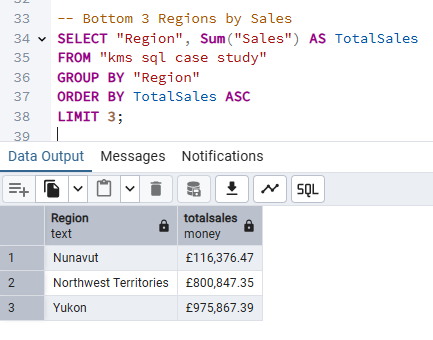 33 -- Bottom 3 Regions by Sales
34 SELECT "Region", Sum("Sales") AS TotalSales
35 FROM "kms sql case study"
36 GROUP BY "Region"
37 ORDER BY TotalSales ASC
38 LIMIT 3;
39
Data Output Messages Notifications
SQL
Region totalsales
text money
1 Nunavut £116,376.47
2 Northwest Territories £800,847.35
3 Yukon £975,867.39